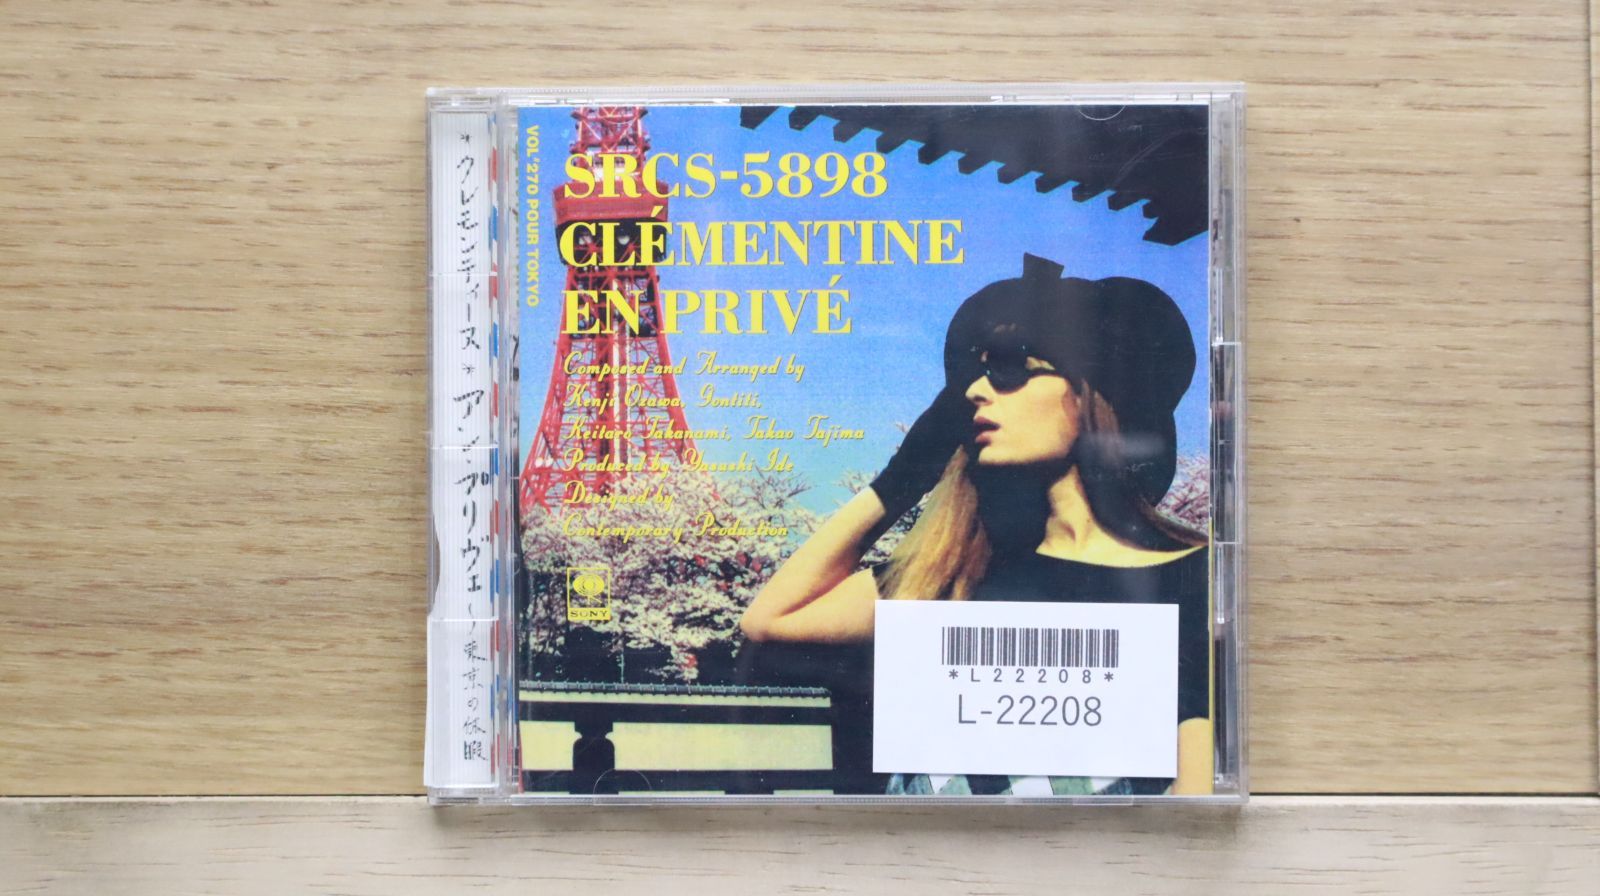 ＊クレモンティーヌ＊アン・プリヴェ〜東京の休暇
VOL.'270 POUR TOKYO
SRCS-5898
CLÉMENTINE
EN PRIVÉ
Composed and Arranged by
Kenji Ozawa, Gontiti,
Keitaro Takanami, Takao Tajima
Produced by Yasushi Ide
Designed by
Contemporary Production
SONY
*L22208*
L-22208